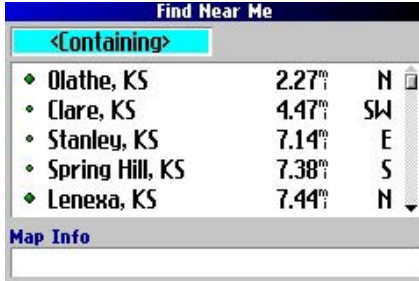 Find Near Me
<Containing>
Olathe, KS 2.27mi N
Clare, KS 4.47mi SW
Stanley, KS 7.14mi E
Spring Hill, KS 7.38mi S
Lenexa, KS 7.44mi N
Map Info